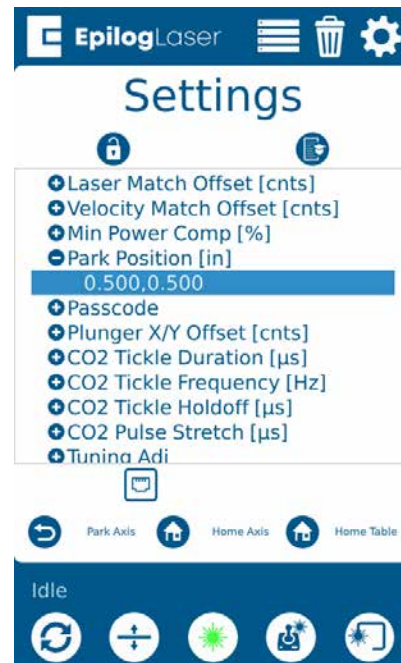 EpilogLaser
Settings
Laser Match Offset [cnts]
Velocity Match Offset [cnts]
Min Power Comp [%]
Park Position [in]
0.500,0.500
Passcode
Plunger X/Y Offset [cnts]
CO2 Tickle Duration [µs]
CO2 Tickle Frequency [Hz]
CO2 Tickle Holdoff [µs]
CO2 Pulse Stretch [µs]
Tuning Adj
Park Axis Home Axis Home Table
Idle